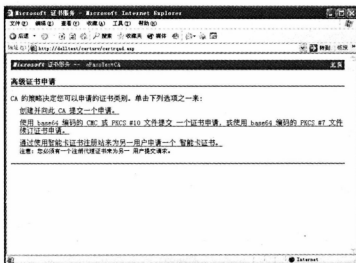 Microsoft 证书服务 - Microsoft Internet Explorer
文件(F) 编辑(E) 查看(V) 收藏(A) 工具(T) 帮助(H)
后退 搜索 收藏夹 媒体
http://delltest/certsrv/certrqad.asp 转到 链接
Microsoft 证书服务 -- eParolesCA 主页
高级证书申请
CA 的策略决定您可以申请的证书类别。单击下列选项之一来:
创建并向此 CA 提交一个申请。
使用 base64 编码的 CMC 或 PKCS #10 文件提交 一个证书申请，或使用 base64 编码的 PKCS #7 文件
续订证书申请。
通过使用智能卡证书注册站来为另一用户申请一个 智能卡证书。
注意: 您必须有一个注册代理证书来为另一 用户提交请求。
Internet